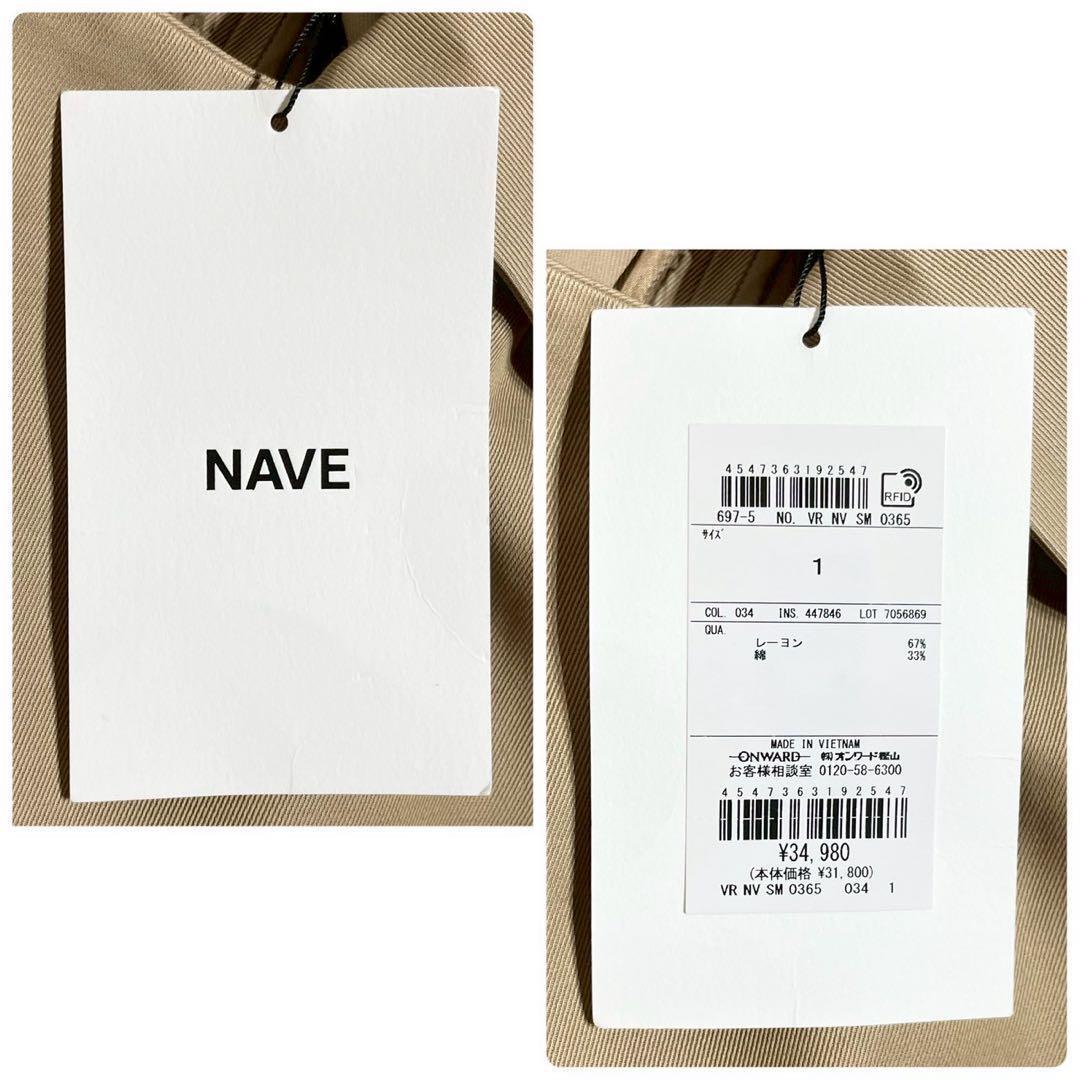 NAVE
4547363192547
RFID
697-5 NO. VR NV SM 0365
ｻｲｽﾞ
1
COL. 034 INS. 447846 LOT 7056869
QUA.
レーヨン 67%
綿 33%
MADE IN VIETNAM
ONWARD ㈱オンワード樫山
お客様相談室 0120-58-6300
4547363192547
¥34,980
(本体価格 ¥31,800)
VR NV SM 0365 034 1